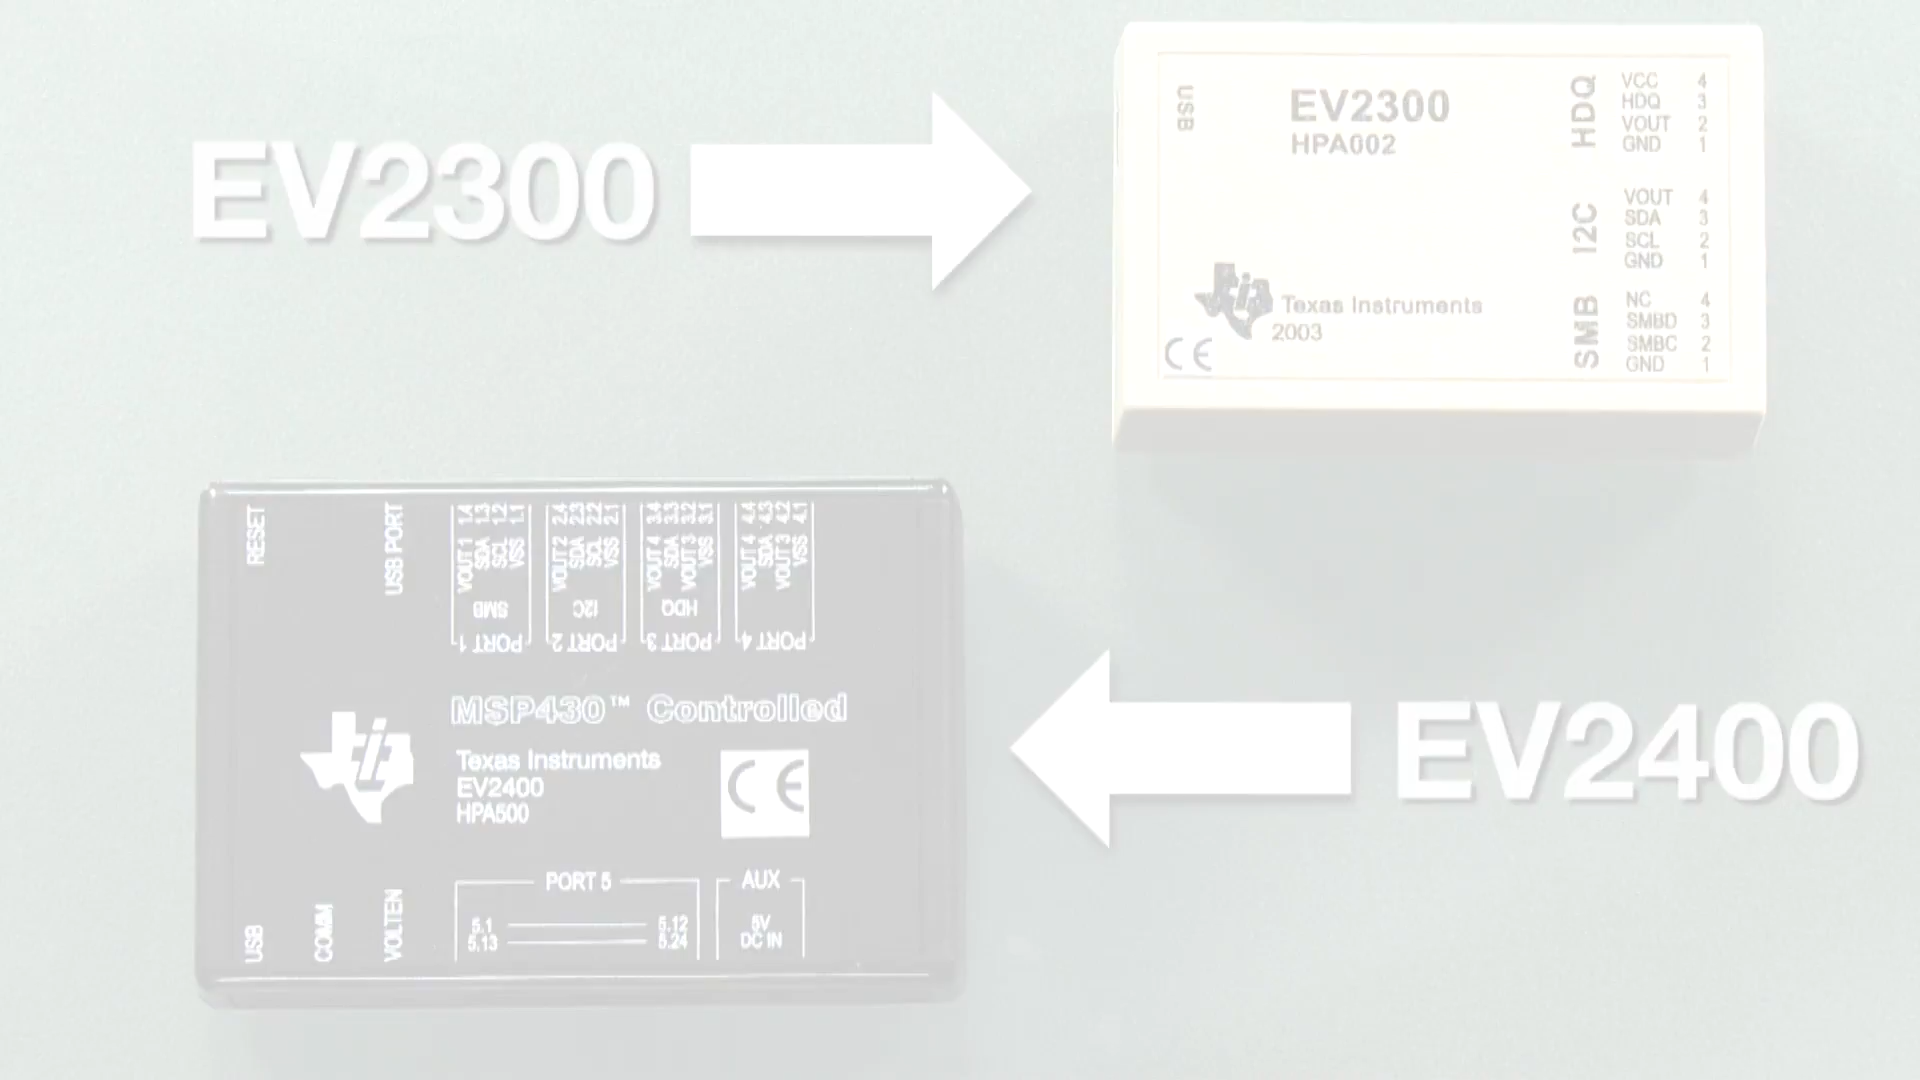 EV2300
USB
EV2300
HPA002
Texas Instruments
2003
CE
HDQ
VCC 4
HDQ 3
VOUT 2
GND 1
I2C
VOUT 4
SDA 3
SCL 2
GND 1
SMB
NC 4
SMBD 3
SMBC 2
GND 1
RESET
USB PORT
VOUT 1 1.4
SDA 1.3
SCL 1.2
VSS 1.1
SMB
PORT 1
VOUT 2 2.4
SDA 2.3
SCL 2.2
VSS 2.1
I2C
PORT 2
VOUT 4 3.4
SDA 3.3
VOUT 3 3.2
VSS 3.1
HDQ
PORT 3
VOUT 4 4.4
SDA 4.3
VOUT 3 4.2
VSS 4.1
PORT 4
MSP430™ Controlled
ti
Texas Instruments
EV2400
HPA500
CE
USB
COMM
VOLTEN
PORT 5
5.1 5.12
5.13 5.24
AUX
5V
DC IN
EV2400